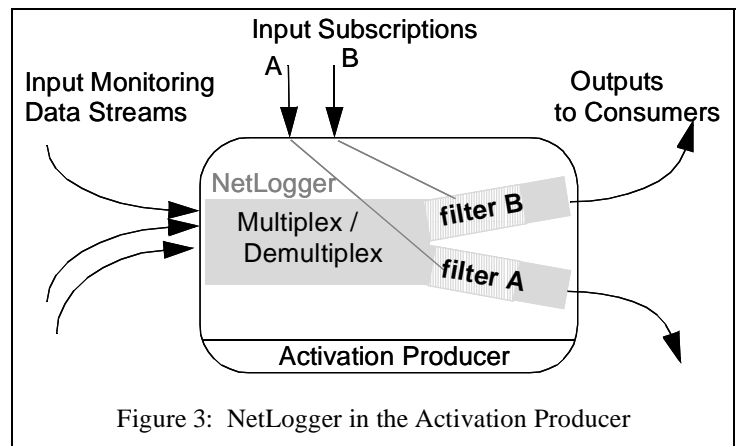 Input Subscriptions
A
B
Input Monitoring
Data Streams
Outputs
to Consumers
NetLogger
Multiplex /
Demultiplex
filter B
filter A
Activation Producer
Figure 3: NetLogger in the Activation Producer